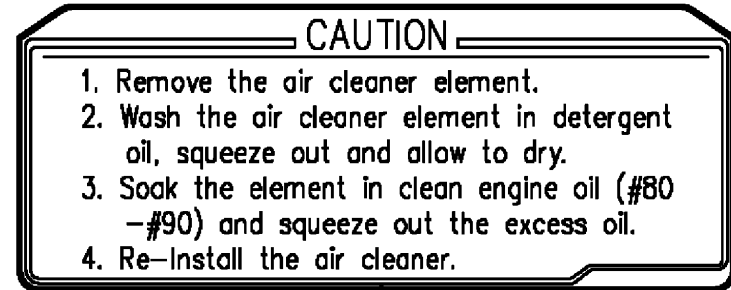 CAUTION
1. Remove the air cleaner element.
2. Wash the air cleaner element in detergent
oil, squeeze out and allow to dry.
3. Soak the element in clean engine oil (#80
-#90) and squeeze out the excess oil.
4. Re-Install the air cleaner.